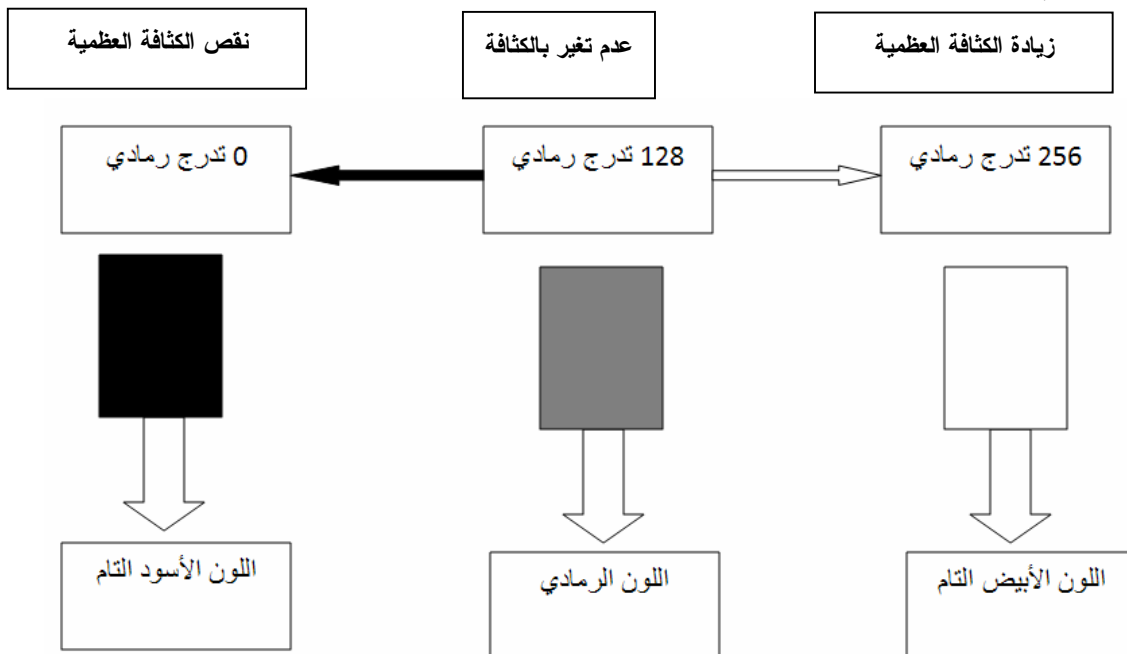 زيادة الكثافة العظمية
عدم تغير بالكثافة
نقص الكثافة العظمية
256 تدرج رمادي
128 تدرج رمادي
0 تدرج رمادي
اللون الأبيض التام
اللون الرمادي
اللون الأسود التام